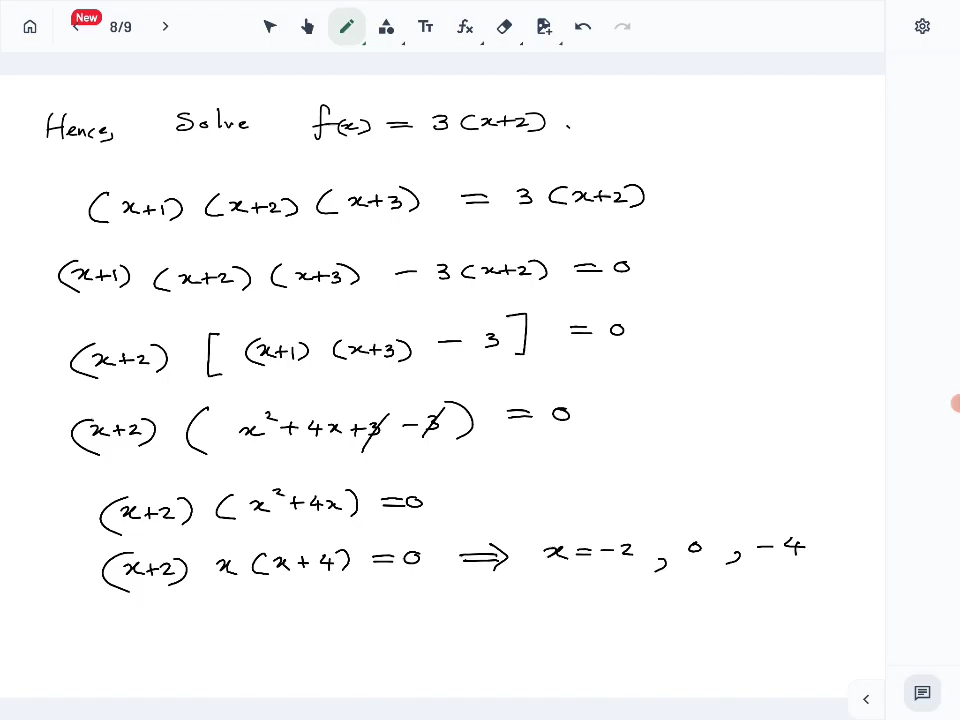 New
8/9
Tт
fx
Hence, Solve f(x) = 3(x+2).
(x+1) (x+2) (x+3) = 3(x+2)
(x+1) (x+2) (x+3) - 3(x+2) = 0
(x+2) [ (x+1) (x+3) - 3 ] = 0
(x+2) ( x² + 4x + 3 - 3 ) = 0
(x+2) ( x² + 4x ) = 0
(x+2) x (x+4) = 0 ⟹ x = -2 , 0 , -4